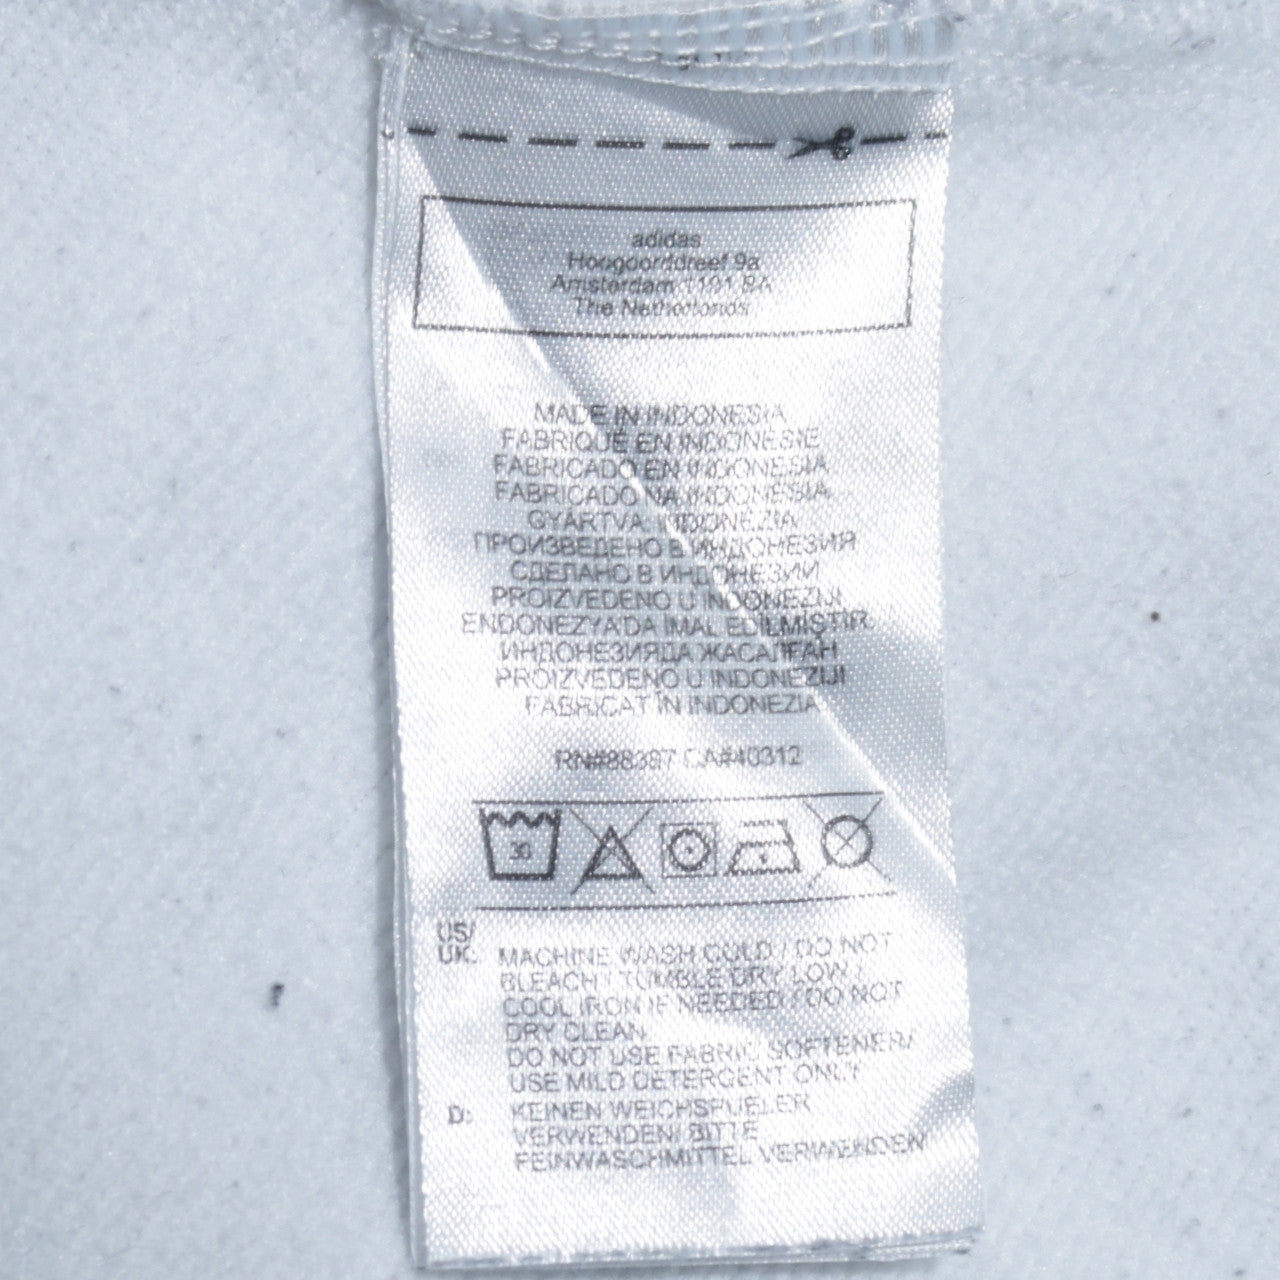 adidas
Hoogoorddreef 9a
Amsterdam 1101 BA
The Netherlands
MADE IN INDONESIA
FABRIQUÉ EN INDONÉSIE
FABRICADO EN INDONESIA
FABRICADO NA INDONESIA
GYÁRTVA: INDONÉZIA
ПРОИЗВЕДЕНО В ИНДОНЕЗИЯ
СДЕЛАНО В ИНДОНЕЗИИ
PROIZVEDENO U INDONEZIJI
ENDONEZYA'DA İMAL EDİLMİŞTİR
ИНДОНЕЗИЯДА ЖАСАЛҒАН
PROIZVEDENO U INDONEZIJI
FABRICAT ÎN INDONEZIA
RN#88387 CA#40312
30
US/
UK: MACHINE WASH COLD / DO NOT
BLEACH / TUMBLE DRY LOW /
COOL IRON IF NEEDED / DO NOT
DRY CLEAN
DO NOT USE FABRIC SOFTENER/
USE MILD DETERGENT ONLY
D: KEINEN WEICHSPUELER
VERWENDEN/ BITTE
FEINWASCHMITTEL VERWENDEN